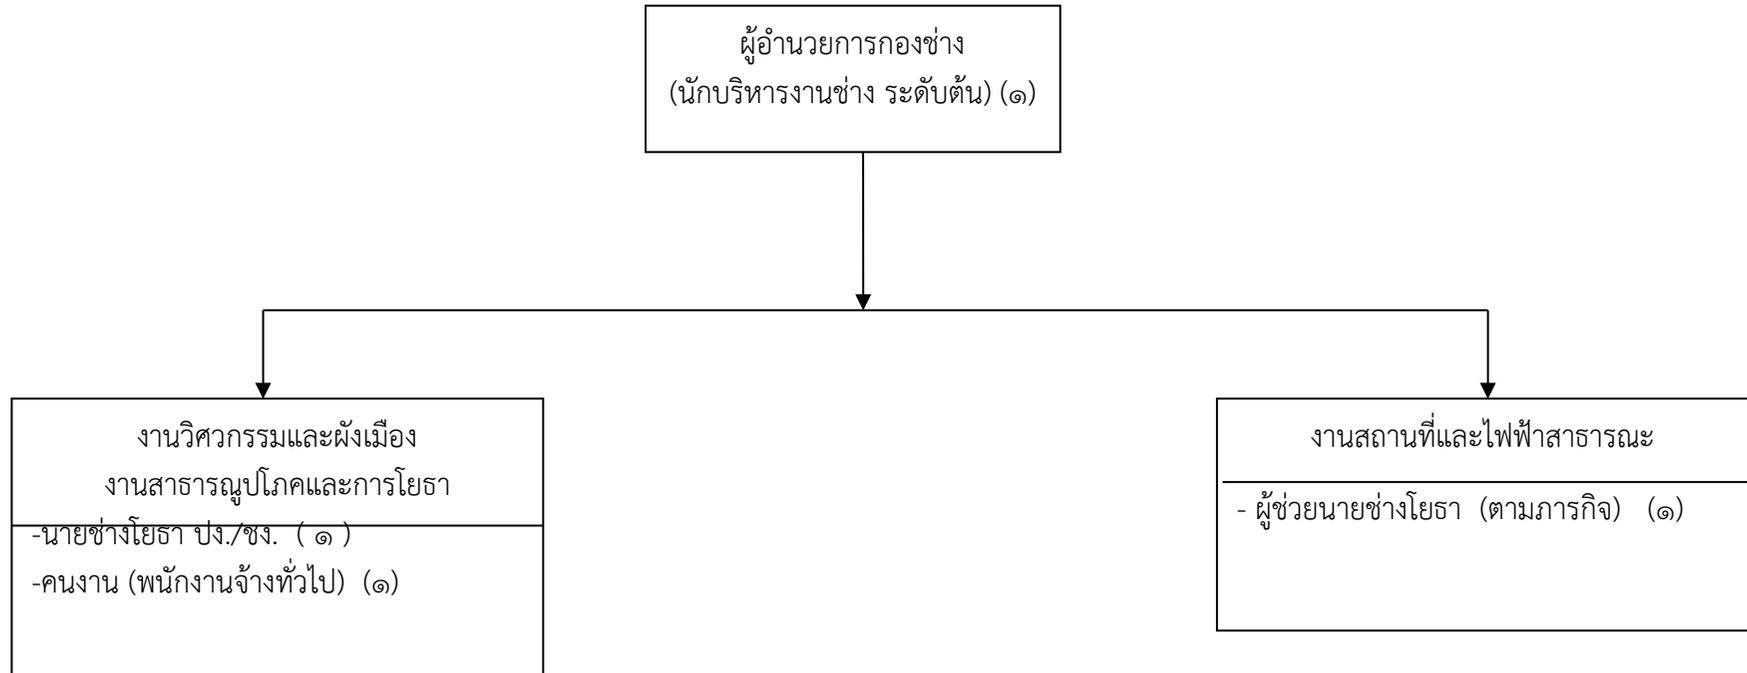 ผู้อำนวยการกองช่าง
(นักบริหารงานช่าง ระดับต้น) (๑)
งานวิศวกรรมและผังเมือง
งานสาธารณูปโภคและการโยธา
-นายช่างโยธา ปง./ชง. ( ๑ )
-คนงาน (พนักงานจ้างทั่วไป) (๑)
งานสถานที่และไฟฟ้าสาธารณะ
- ผู้ช่วยนายช่างโยธา (ตามภารกิจ) (๑)